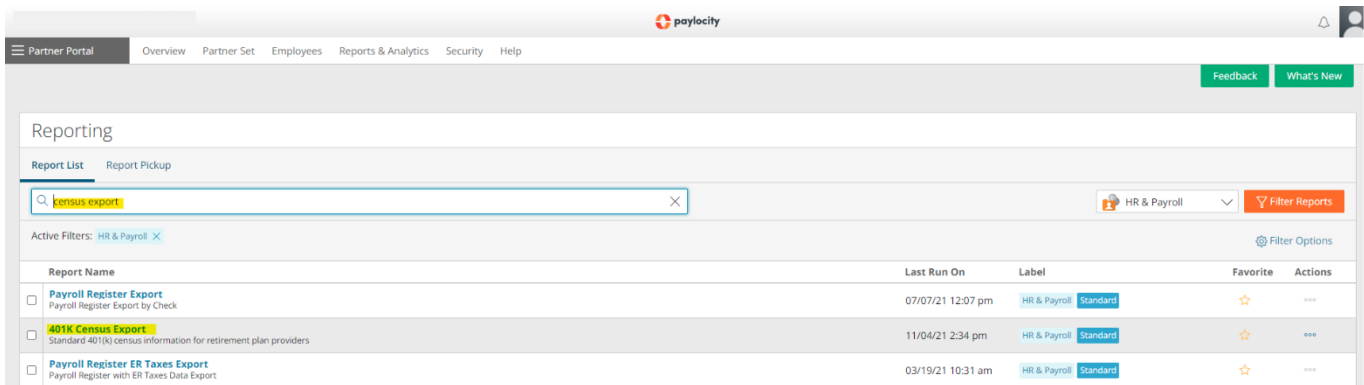 paylocity
Partner Portal Overview Partner Set Employees Reports & Analytics Security Help
Feedback What's New
Reporting
Report List Report Pickup
census export HR & Payroll Filter Reports
Active Filters: HR & Payroll Filter Options
Report Name Last Run On Label Favorite Actions
Payroll Register Export
Payroll Register Export by Check 07/07/21 12:07 pm HR & Payroll Standard
401K Census Export
Standard 401(k) census information for retirement plan providers 11/04/21 2:34 pm HR & Payroll Standard
Payroll Register ER Taxes Export
Payroll Register with ER Taxes Data Export 03/19/21 10:31 am HR & Payroll Standard